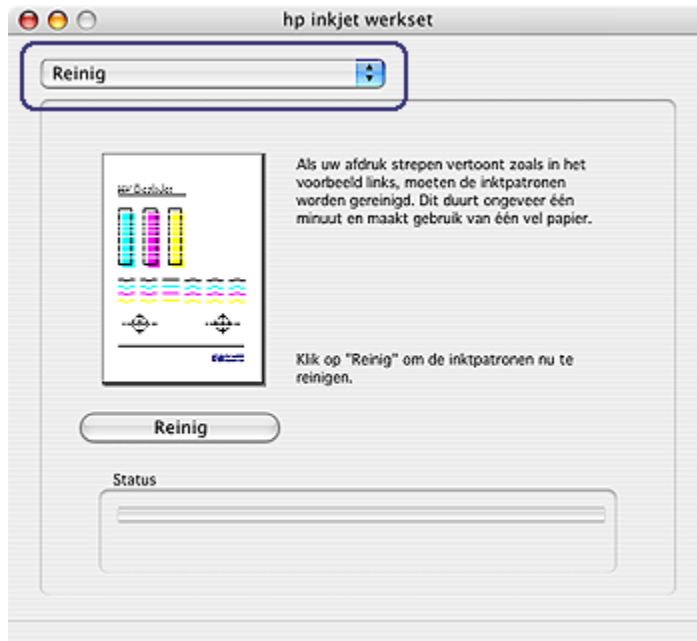 hp inkjet werkset
Reinig
Als uw afdruk strepen vertoont zoals in het
voorbeeld links, moeten de inktpatronen
worden gereinigd. Dit duurt ongeveer één
minuut en maakt gebruik van één vel papier.
Klik op "Reinig" om de inktpatronen nu te
reinigen.
Reinig
Status